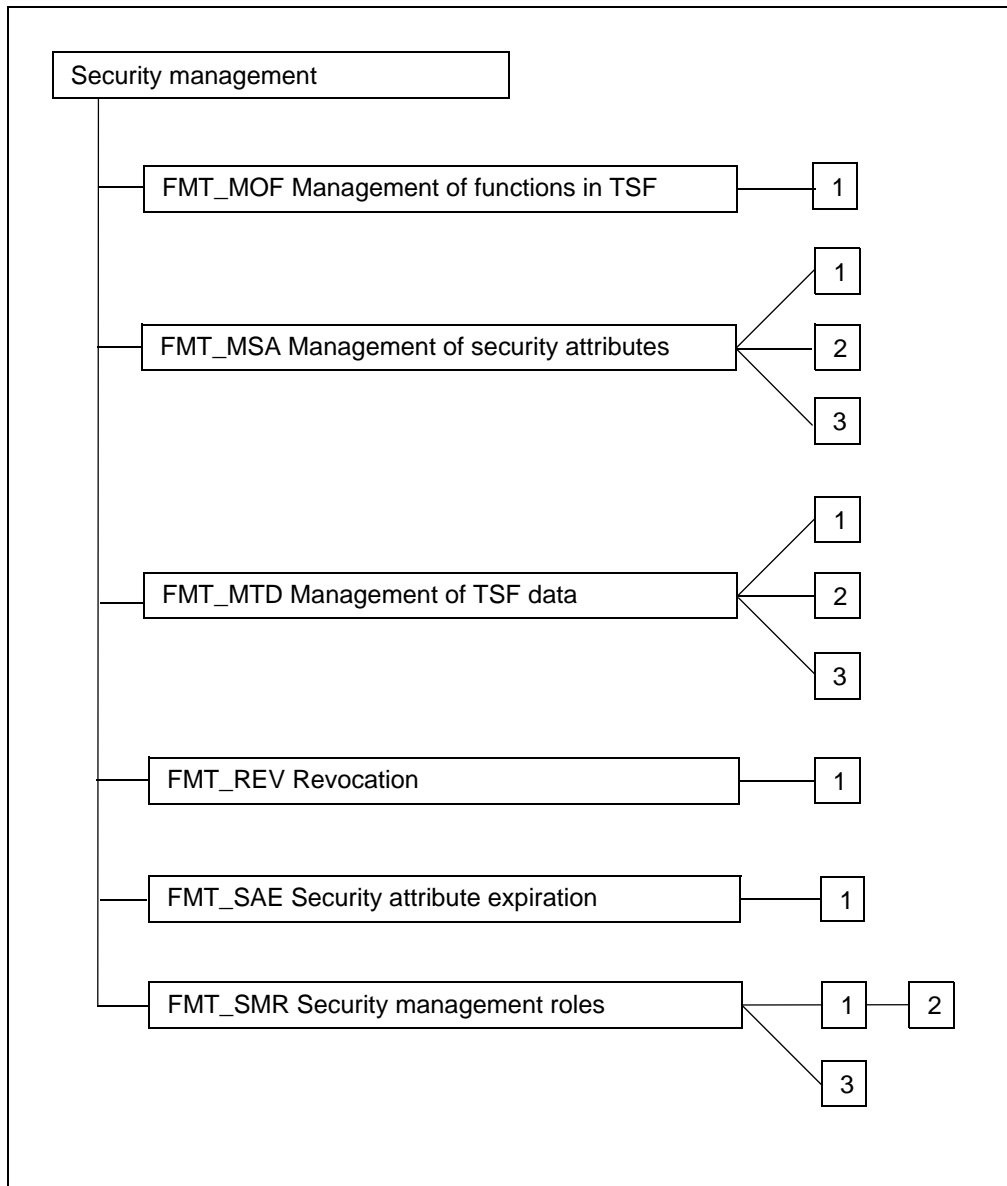 Security management
FMT_MOF Management of functions in TSF 1
1
FMT_MSA Management of security attributes 2
3
1
FMT_MTD Management of TSF data 2
3
FMT_REV Revocation 1
FMT_SAE Security attribute expiration 1
FMT_SMR Security management roles 1 2
3